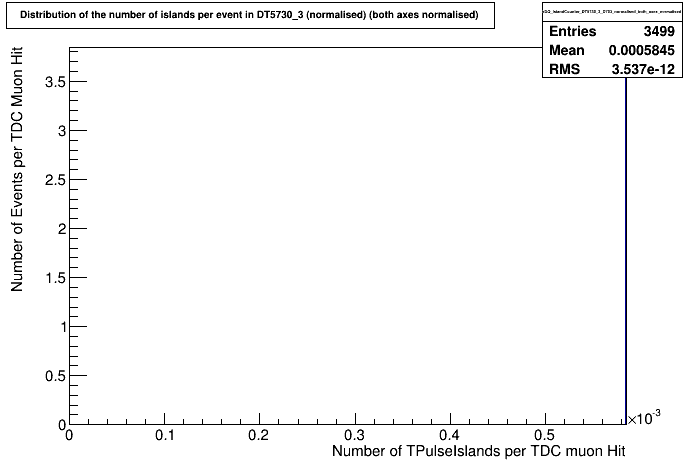 Distribution of the number of islands per event in DT5730_3 (normalised) (both axes normalised)
Entries 3499
Mean 0.0005845
RMS 3.537e-12
Number of Events per TDC Muon Hit
3.5
3
2.5
2
1.5
1
0.5
0
0 0.1 0.2 0.3 0.4 0.5
×10-3
Number of TPulseIslands per TDC muon Hit